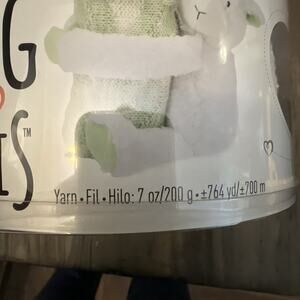 G
S™
Yarn • Fil • Hilo: 7 oz/200 g • ±764 yd/±700 m